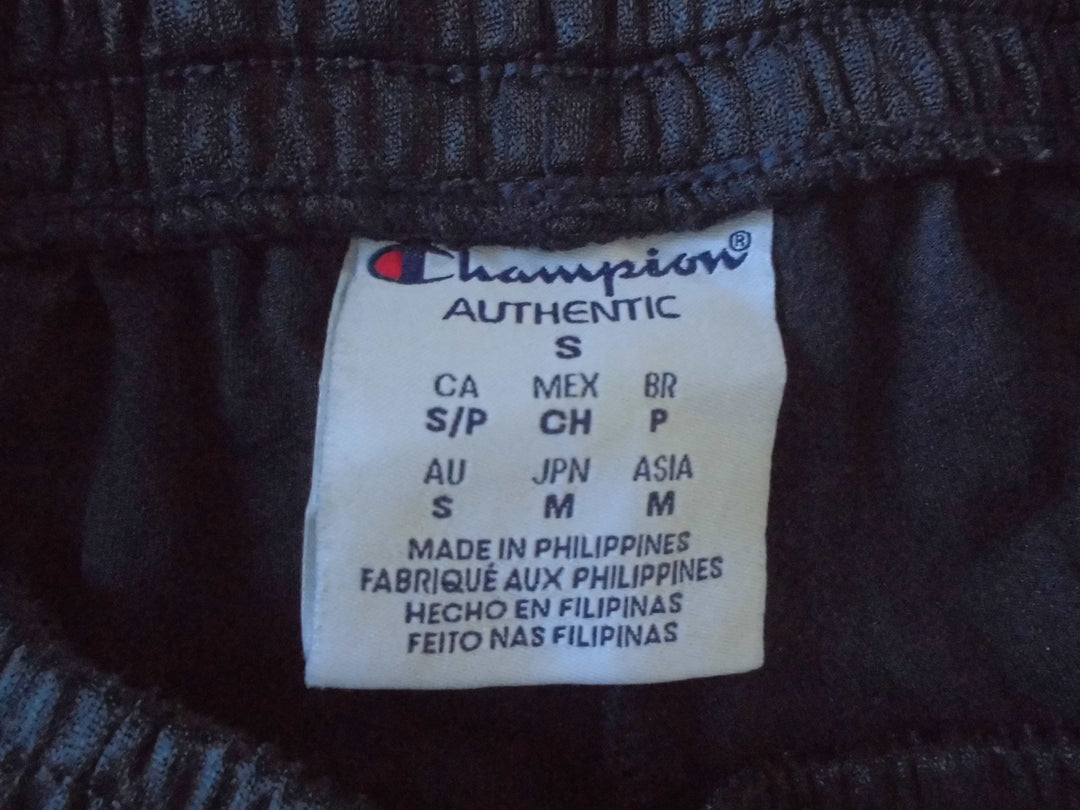 Champion®
AUTHENTIC
S
CA MEX BR
S/P CH P
AU JPN ASIA
S M M
MADE IN PHILIPPINES
FABRIQUÉ AUX PHILIPPINES
HECHO EN FILIPINAS
FEITO NAS FILIPINAS